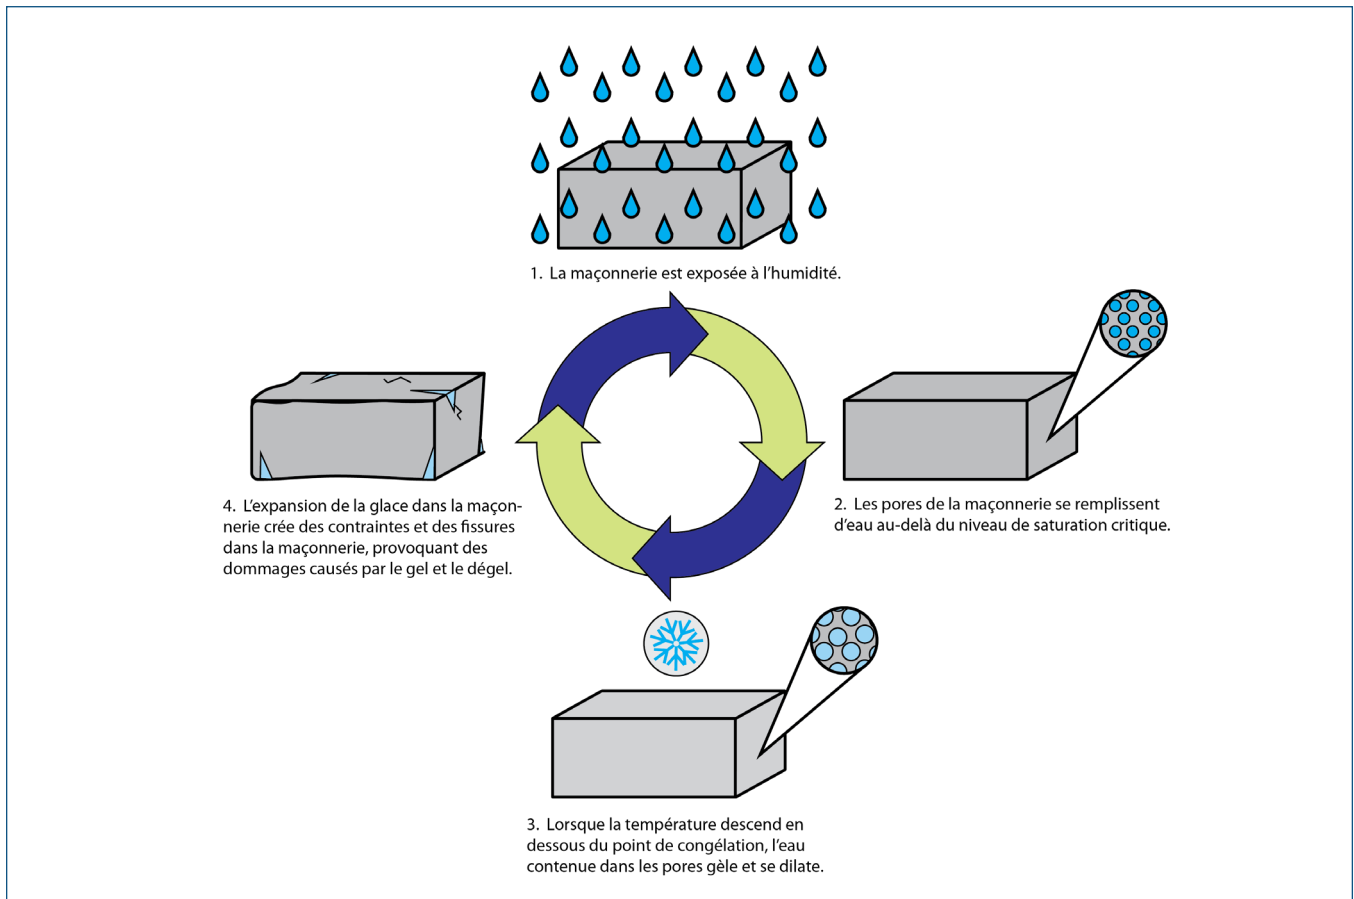 1. La maçonnerie est exposée à l’humidité.
2. Les pores de la maçonnerie se remplissent
d’eau au-delà du niveau de saturation critique.
3. Lorsque la température descend en
dessous du point de congélation, l’eau
contenue dans les pores gèle et se dilate.
4. L’expansion de la glace dans la maçon-
nerie crée des contraintes et des fissures
dans la maçonnerie, provoquant des
dommages causés par le gel et le dégel.